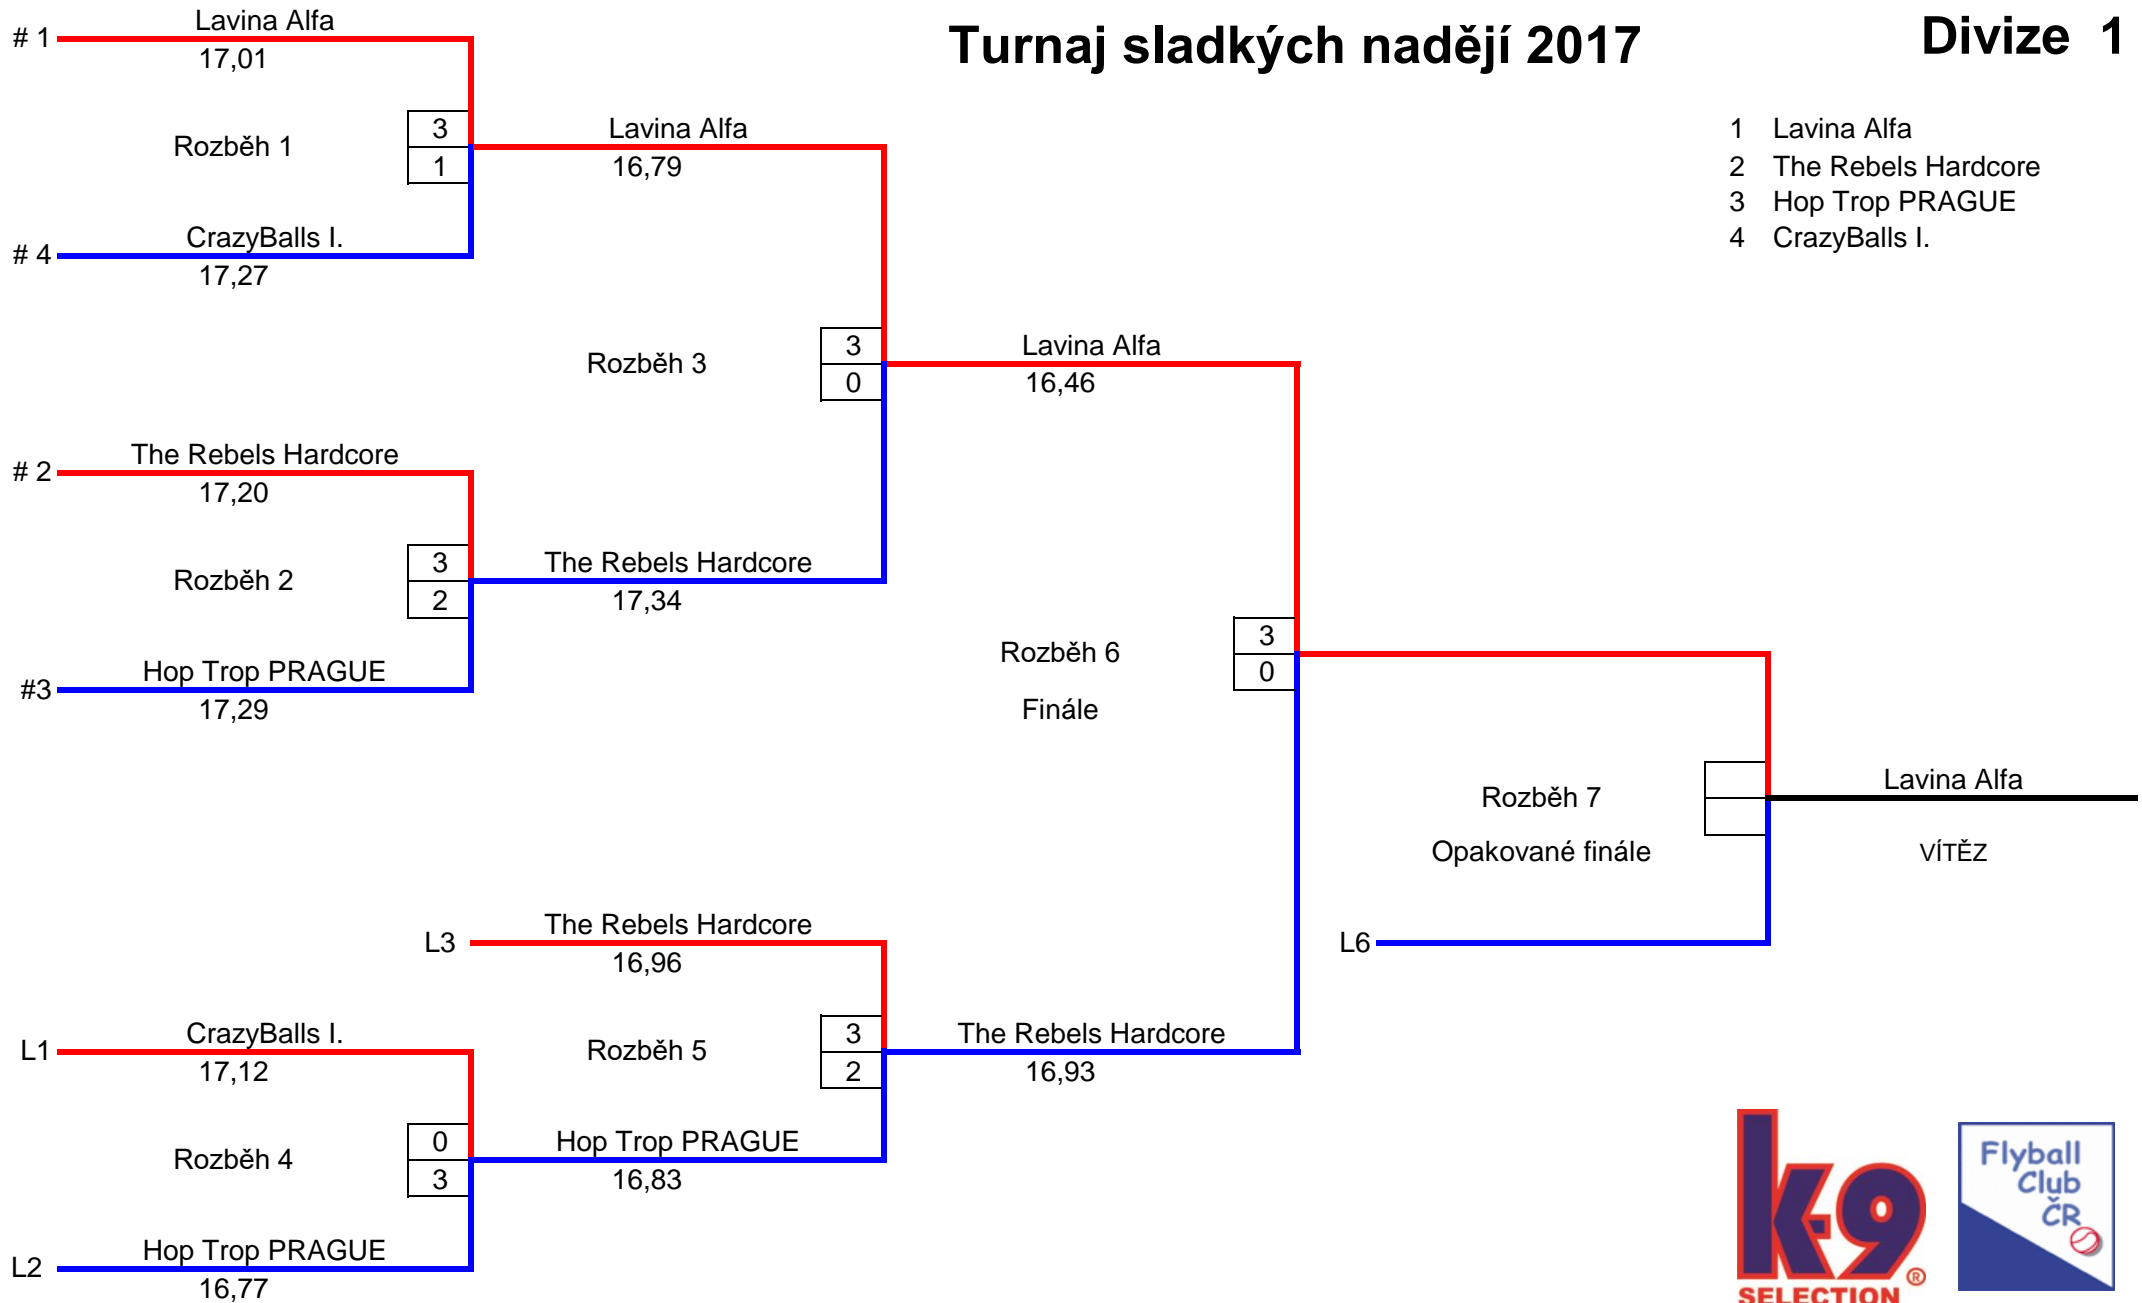 Turnaj sladkých nadějí 2017
Divize 1
1 Lavina Alfa
2 The Rebels Hardcore
3 Hop Trop PRAGUE
4 CrazyBalls I.
# 1
Lavina Alfa
17,01
Rozběh 1
3
1
# 4
CrazyBalls I.
17,27
Lavina Alfa
16,79
Rozběh 3
3
0
# 2
The Rebels Hardcore
17,20
Rozběh 2
3
2
#3
Hop Trop PRAGUE
17,29
The Rebels Hardcore
17,34
Lavina Alfa
16,46
Rozběh 6
3
0
Finále
Rozběh 7
Opakované finále
Lavina Alfa
VÍTĚZ
L6
L3
The Rebels Hardcore
16,96
Rozběh 5
3
2
The Rebels Hardcore
16,93
L1
CrazyBalls I.
17,12
Rozběh 4
0
3
Hop Trop PRAGUE
16,83
L2
Hop Trop PRAGUE
16,77
k-9
®
SELECTION
Flyball
Club
ČR